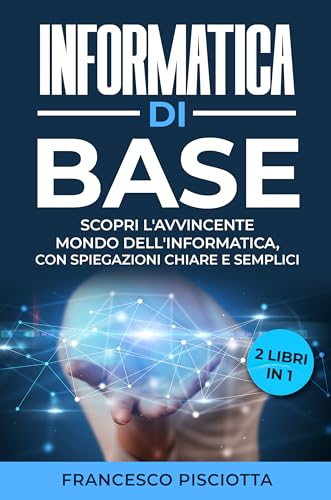 INFORMATICA
DI
BASE
SCOPRI L'AVVINCENTE
MONDO DELL'INFORMATICA,
CON SPIEGAZIONI CHIARE E SEMPLICI
2 LIBRI
IN 1
FRANCESCO PISCIOTTA